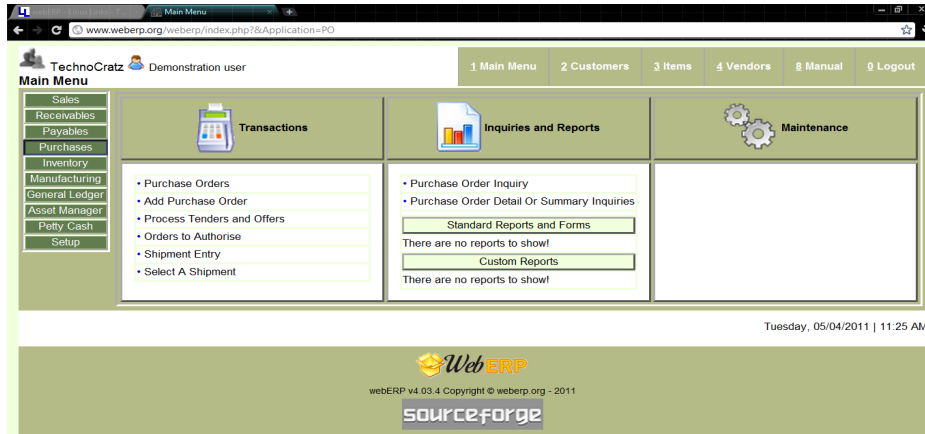 webERP - LinuxLinks
Main Menu
www.weberp.org/weberp/index.php?&Application=PO
TechnoCratz Demonstration user
1 Main Menu 2 Customers 3 Items 4 Vendors 8 Manual 0 Logout
Main Menu
Sales
Receivables
Payables
Purchases
Inventory
Manufacturing
General Ledger
Asset Manager
Petty Cash
Setup
Transactions
• Purchase Orders
• Add Purchase Order
• Process Tenders and Offers
• Orders to Authorise
• Shipment Entry
• Select A Shipment
Inquiries and Reports
• Purchase Order Inquiry
• Purchase Order Detail Or Summary Inquiries
Standard Reports and Forms
There are no reports to show!
Custom Reports
There are no reports to show!
Maintenance
Tuesday, 05/04/2011 | 11:25 AM
WebERP
webERP v4.03.4 Copyright © weberp.org - 2011
sourceforge